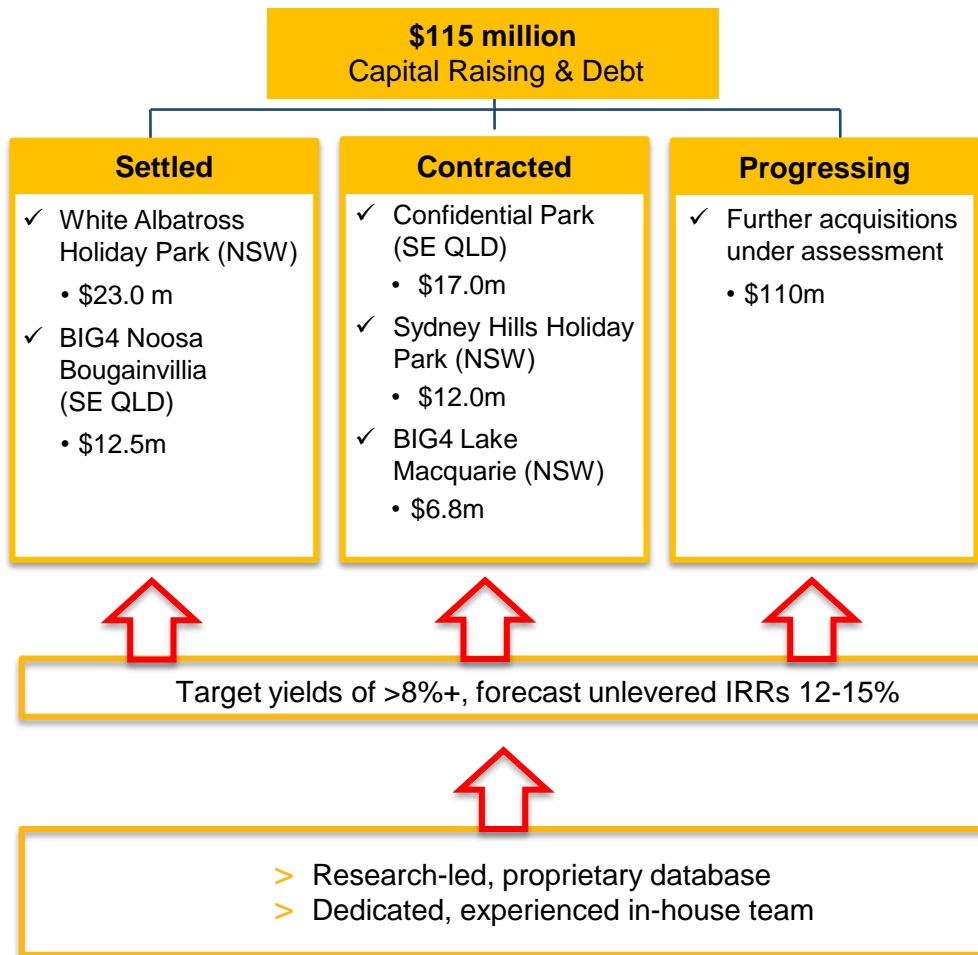 $115 million
Capital Raising & Debt
Settled
✓ White Albatross
Holiday Park (NSW)
• $23.0 m
✓ BIG4 Noosa
Bougainvillia
(SE QLD)
• $12.5m
Contracted
✓ Confidential Park
(SE QLD)
• $17.0m
✓ Sydney Hills Holiday
Park (NSW)
• $12.0m
✓ BIG4 Lake
Macquarie (NSW)
• $6.8m
Progressing
✓ Further acquisitions
under assessment
• $110m
Target yields of >8%+, forecast unlevered IRRs 12-15%
> Research-led, proprietary database
> Dedicated, experienced in-house team